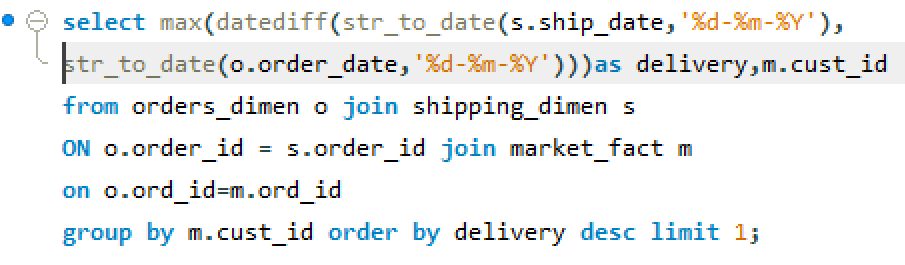 select max(datediff(str_to_date(s.ship_date,'%d-%m-%Y'),
str_to_date(o.order_date,'%d-%m-%Y')))as delivery,m.cust_id
from orders_dimen o join shipping_dimen s
ON o.order_id = s.order_id join market_fact m
on o.ord_id=m.ord_id
group by m.cust_id order by delivery desc limit 1;